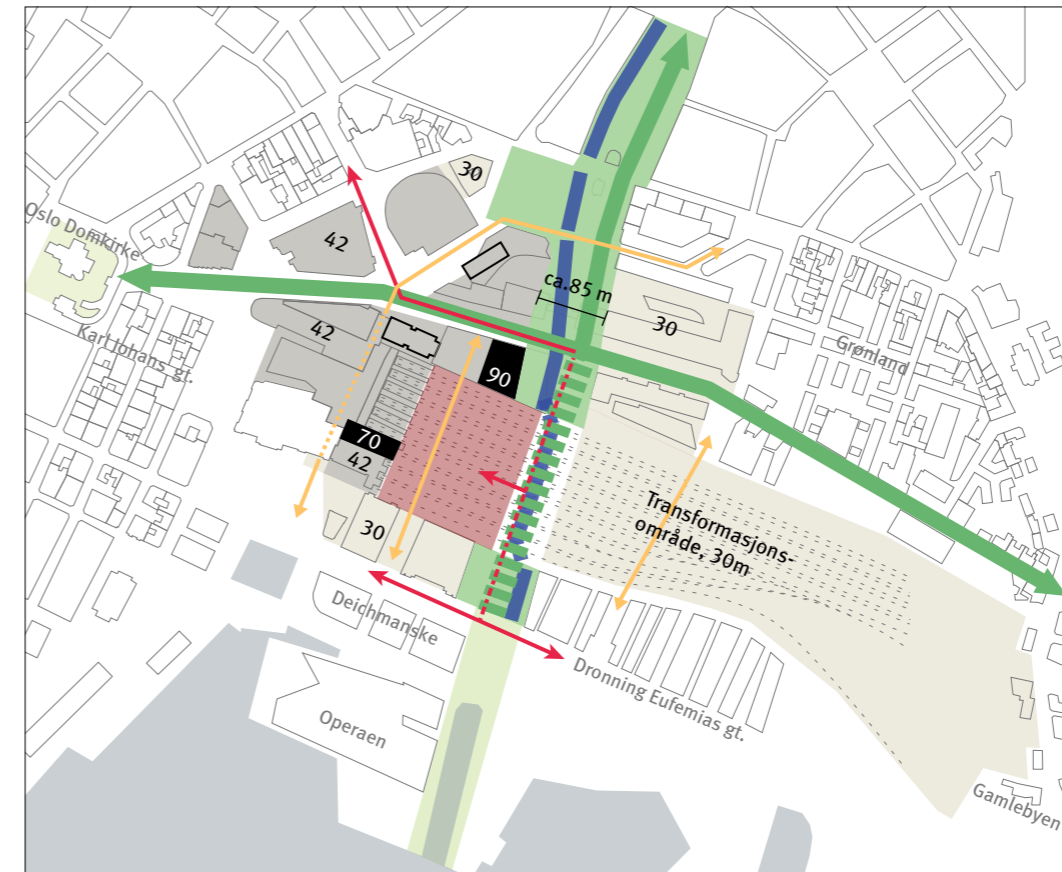 30
Oslo Domkirke
42
ca.85 m
30
42
Grønland
Karl Johans gt.
90
70
42
Transformasjons-
område, 30m
30
Deichmanske
Dronning Eufemias gt.
Operaen
Gamlebyen